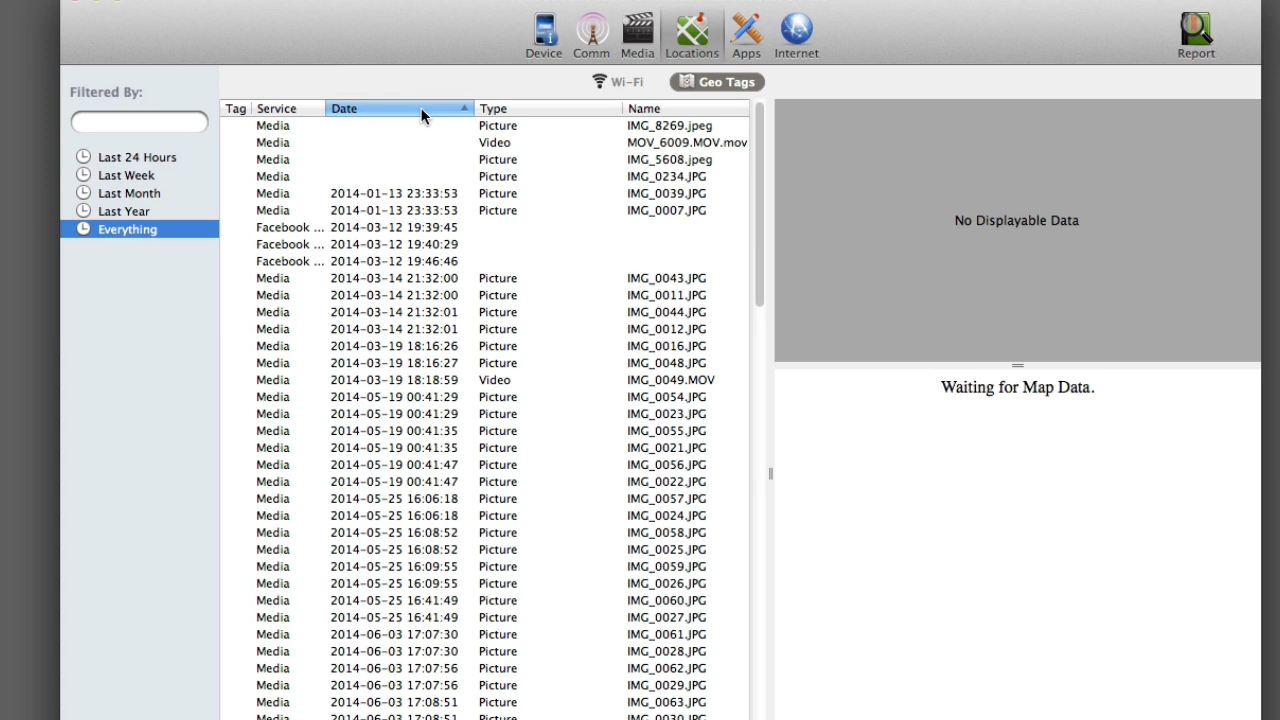 Device Comm Media Locations Apps Internet Report
Wi-Fi Geo Tags
Filtered By:
Last 24 Hours
Last Week
Last Month
Last Year
Everything
Tag Service Date Type Name
Media Picture IMG_8269.jpeg
Media Video MOV_6009.MOV.mov
Media Picture IMG_5608.jpeg
Media Picture IMG_0234.JPG
Media 2014-01-13 23:33:53 Picture IMG_0039.JPG
Media 2014-01-13 23:33:53 Picture IMG_0007.JPG
Facebook ... 2014-03-12 19:39:45
Facebook ... 2014-03-12 19:40:29
Facebook ... 2014-03-12 19:46:46
Media 2014-03-14 21:32:00 Picture IMG_0043.JPG
Media 2014-03-14 21:32:00 Picture IMG_0011.JPG
Media 2014-03-14 21:32:01 Picture IMG_0044.JPG
Media 2014-03-14 21:32:01 Picture IMG_0012.JPG
Media 2014-03-19 18:16:26 Picture IMG_0016.JPG
Media 2014-03-19 18:16:27 Picture IMG_0048.JPG
Media 2014-03-19 18:18:59 Video IMG_0049.MOV
Media 2014-05-19 00:41:29 Picture IMG_0054.JPG
Media 2014-05-19 00:41:29 Picture IMG_0023.JPG
Media 2014-05-19 00:41:35 Picture IMG_0055.JPG
Media 2014-05-19 00:41:35 Picture IMG_0021.JPG
Media 2014-05-19 00:41:47 Picture IMG_0056.JPG
Media 2014-05-19 00:41:47 Picture IMG_0022.JPG
Media 2014-05-25 16:06:18 Picture IMG_0057.JPG
Media 2014-05-25 16:06:18 Picture IMG_0024.JPG
Media 2014-05-25 16:08:52 Picture IMG_0058.JPG
Media 2014-05-25 16:08:52 Picture IMG_0025.JPG
Media 2014-05-25 16:09:55 Picture IMG_0059.JPG
Media 2014-05-25 16:09:55 Picture IMG_0026.JPG
Media 2014-05-25 16:41:49 Picture IMG_0060.JPG
Media 2014-05-25 16:41:49 Picture IMG_0027.JPG
Media 2014-06-03 17:07:30 Picture IMG_0061.JPG
Media 2014-06-03 17:07:30 Picture IMG_0028.JPG
Media 2014-06-03 17:07:56 Picture IMG_0062.JPG
Media 2014-06-03 17:07:56 Picture IMG_0029.JPG
Media 2014-06-03 17:08:51 Picture IMG_0063.JPG
Media 2014-06-03 17:08:51 Picture IMG_0030.JPG
No Displayable Data
Waiting for Map Data.